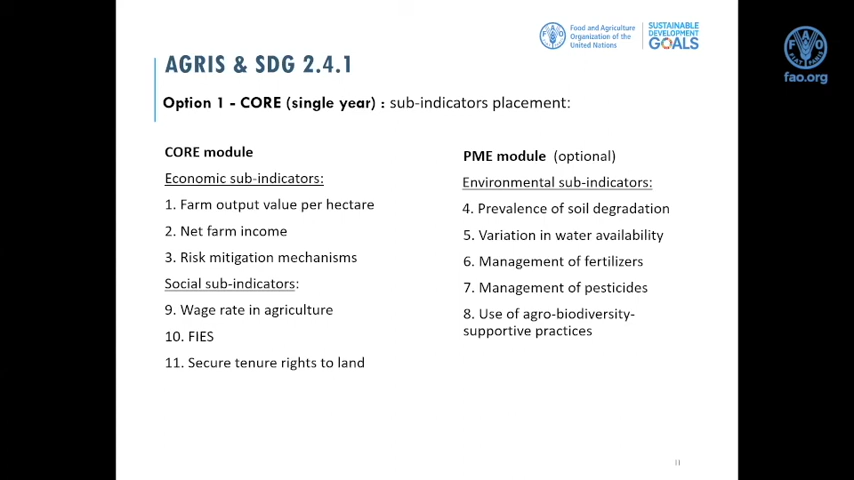 Food and Agriculture
Organization of the
United Nations
SUSTAINABLE
DEVELOPMENT
GOALS
fao.org
AGRIS & SDG 2.4.1
Option 1 - CORE (single year) : sub-indicators placement:
CORE module
Economic sub-indicators:
1. Farm output value per hectare
2. Net farm income
3. Risk mitigation mechanisms
Social sub-indicators:
9. Wage rate in agriculture
10. FIES
11. Secure tenure rights to land
PME module (optional)
Environmental sub-indicators:
4. Prevalence of soil degradation
5. Variation in water availability
6. Management of fertilizers
7. Management of pesticides
8. Use of agro-biodiversity-
supportive practices
11